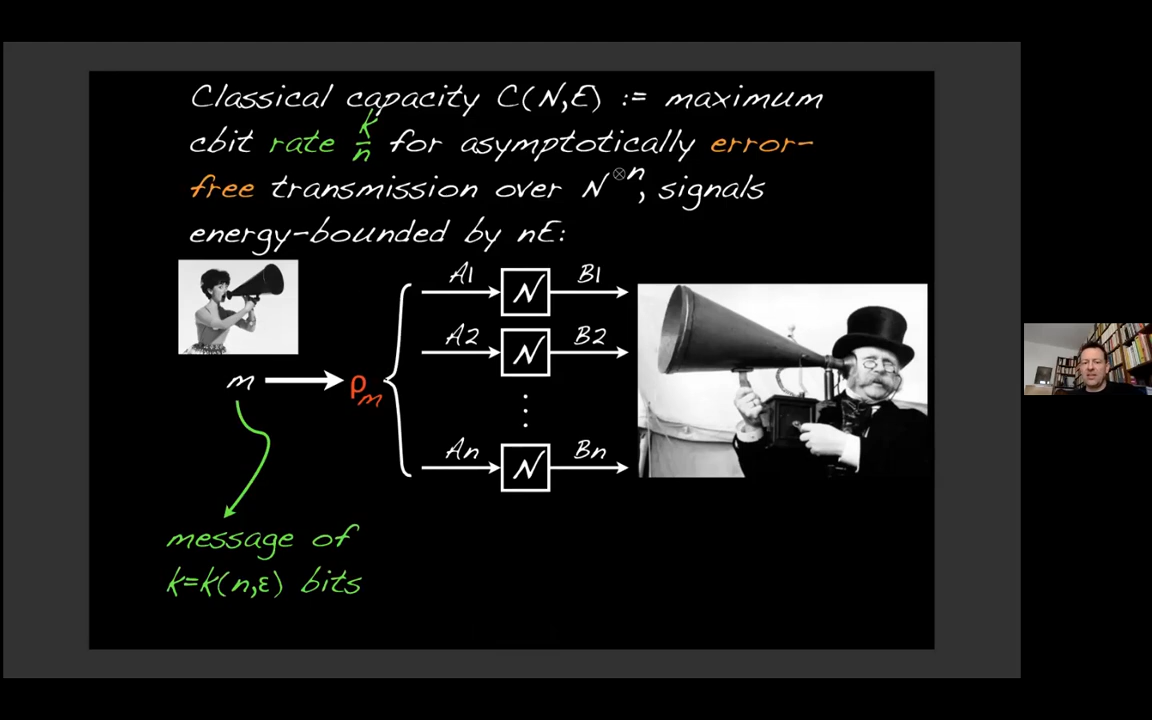 Classical capacity C(N,E) := maximum
cbit rate k/n for asymptotically error-
free transmission over N^⊗n, signals
energy-bounded by nE:
A1 N B1
A2 N B2
m ρm
⋮
An N Bn
message of
k=k(n,ε) bits